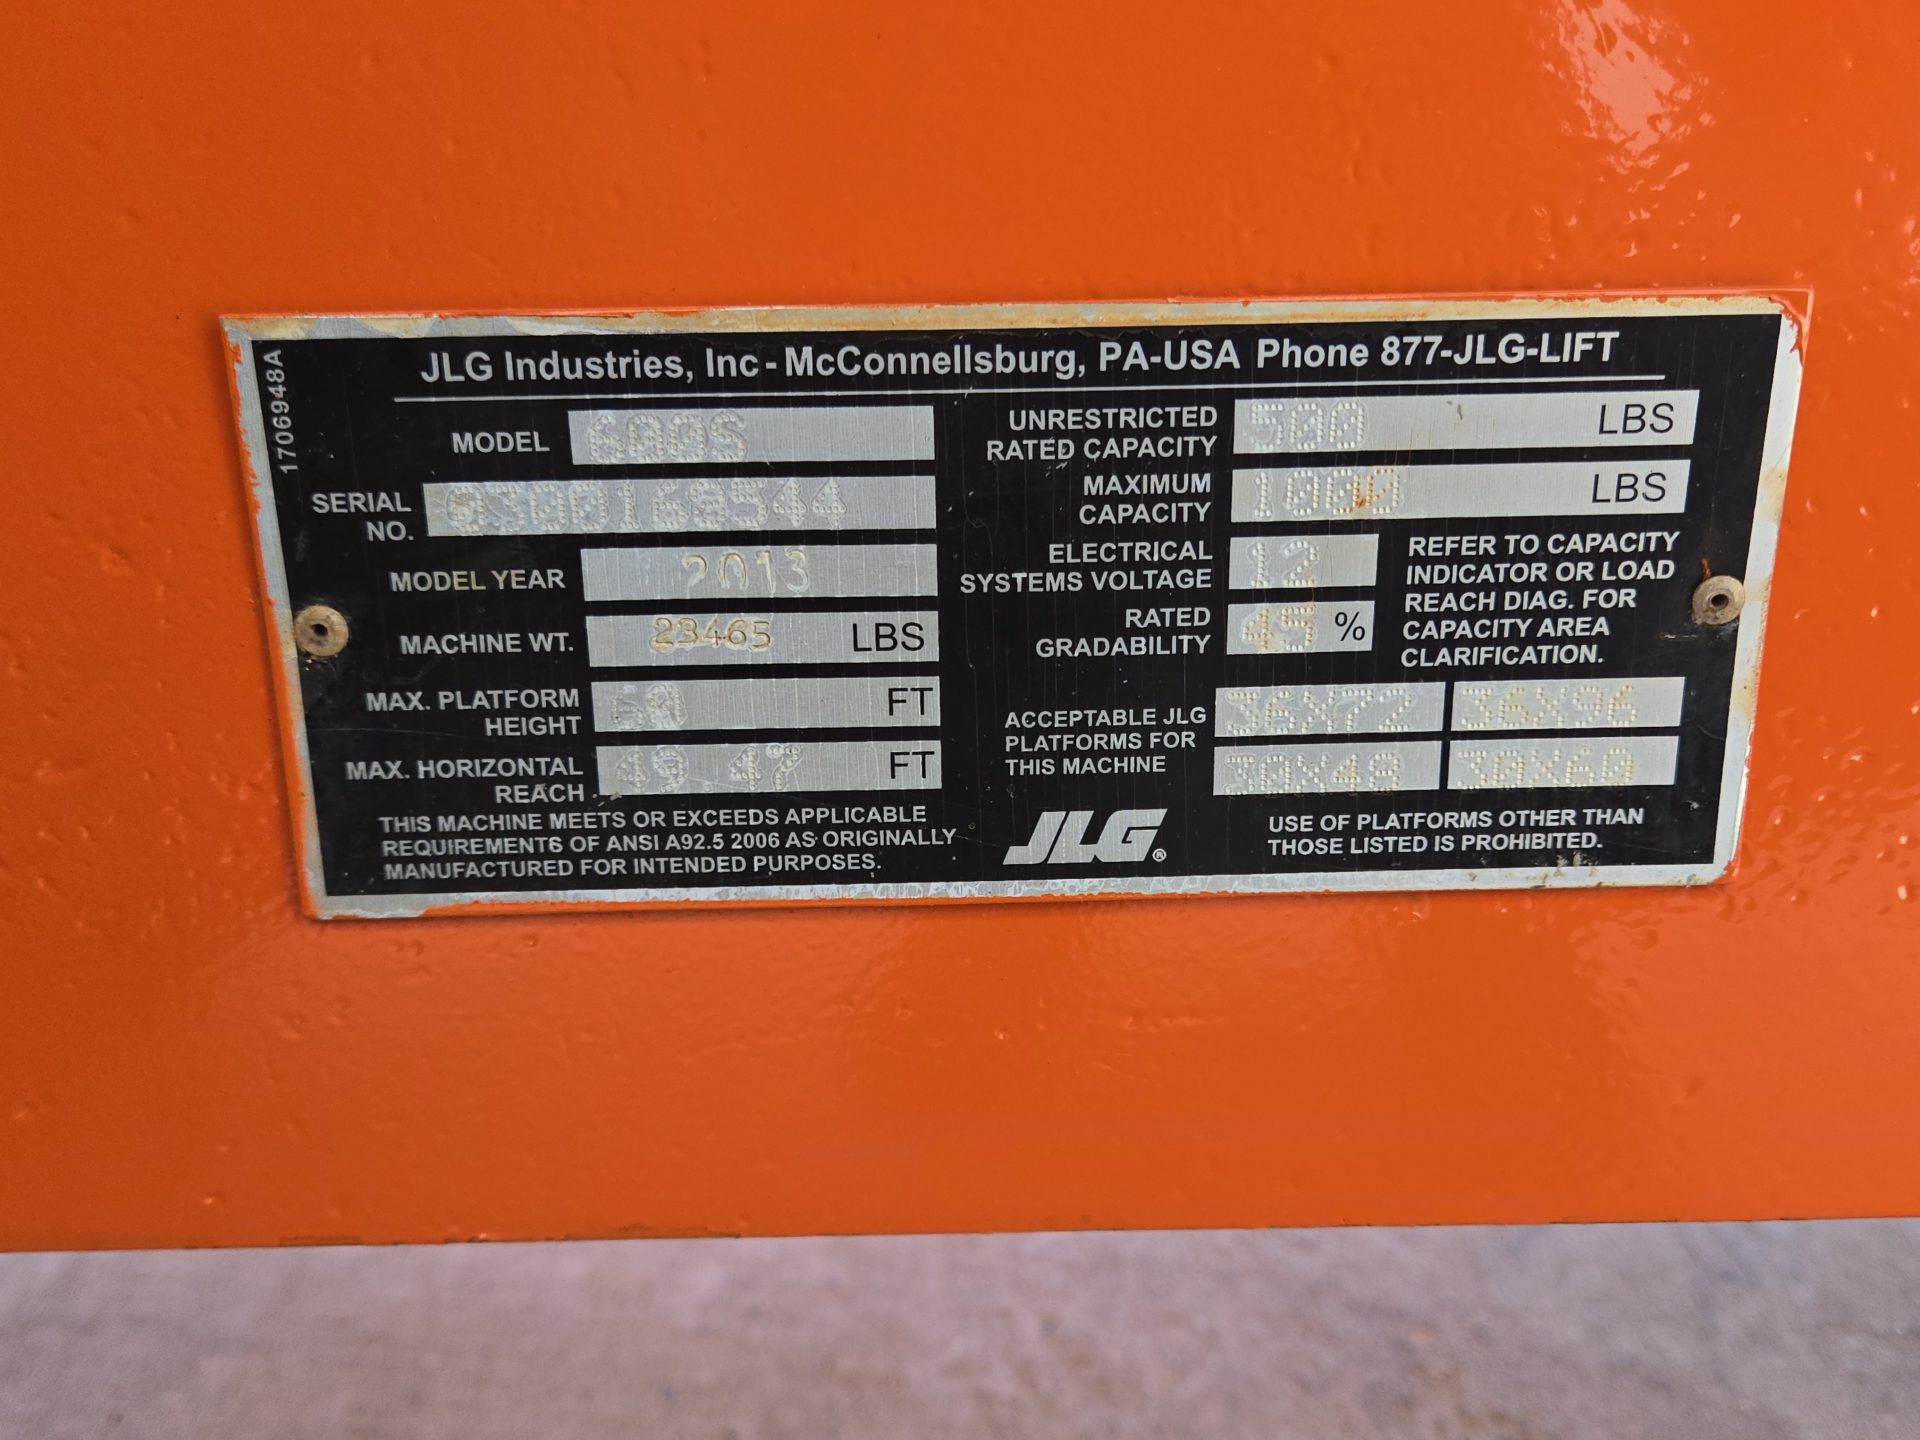 JLG Industries, Inc - McConnellsburg, PA-USA Phone 877-JLG-LIFT
1706948A
MODEL 600S
SERIAL NO. 0300168544
MODEL YEAR 2013
MACHINE WT. 23465 LBS
MAX. PLATFORM HEIGHT 60 FT
MAX. HORIZONTAL REACH 49.47 FT
THIS MACHINE MEETS OR EXCEEDS APPLICABLE
REQUIREMENTS OF ANSI A92.5 2006 AS ORIGINALLY
MANUFACTURED FOR INTENDED PURPOSES.
UNRESTRICTED RATED CAPACITY 500 LBS
MAXIMUM CAPACITY 1000 LBS
ELECTRICAL SYSTEMS VOLTAGE 12
RATED GRADABILITY 45 %
REFER TO CAPACITY
INDICATOR OR LOAD
REACH DIAG. FOR
CAPACITY AREA
CLARIFICATION.
ACCEPTABLE JLG
PLATFORMS FOR
THIS MACHINE
36X72 36X96
30X48 30X60
JLG®
USE OF PLATFORMS OTHER THAN
THOSE LISTED IS PROHIBITED.